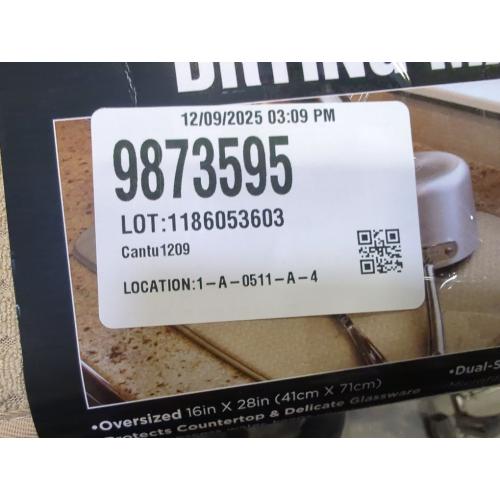 DRYING
12/09/2025 03:09 PM
9873595
LOT:1186053603
Cantu1209
LOCATION:1-A-0511-A-4
•Oversized 16in X 28in (41cm X 71cm)
•Dual-S
•Protects Countertop & Delicate Glassware